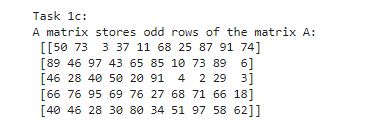 Task 1c:
A matrix stores odd rows of the matrix A:
[[50 73  3 37 11 68 25 87 91 74]
[89 46 97 43 65 85 10 73 89  6]
[46 28 40 50 20 91  4  2 29  3]
[66 76 95 69 76 27 68 71 66 18]
[40 46 28 30 80 34 51 97 58 62]]